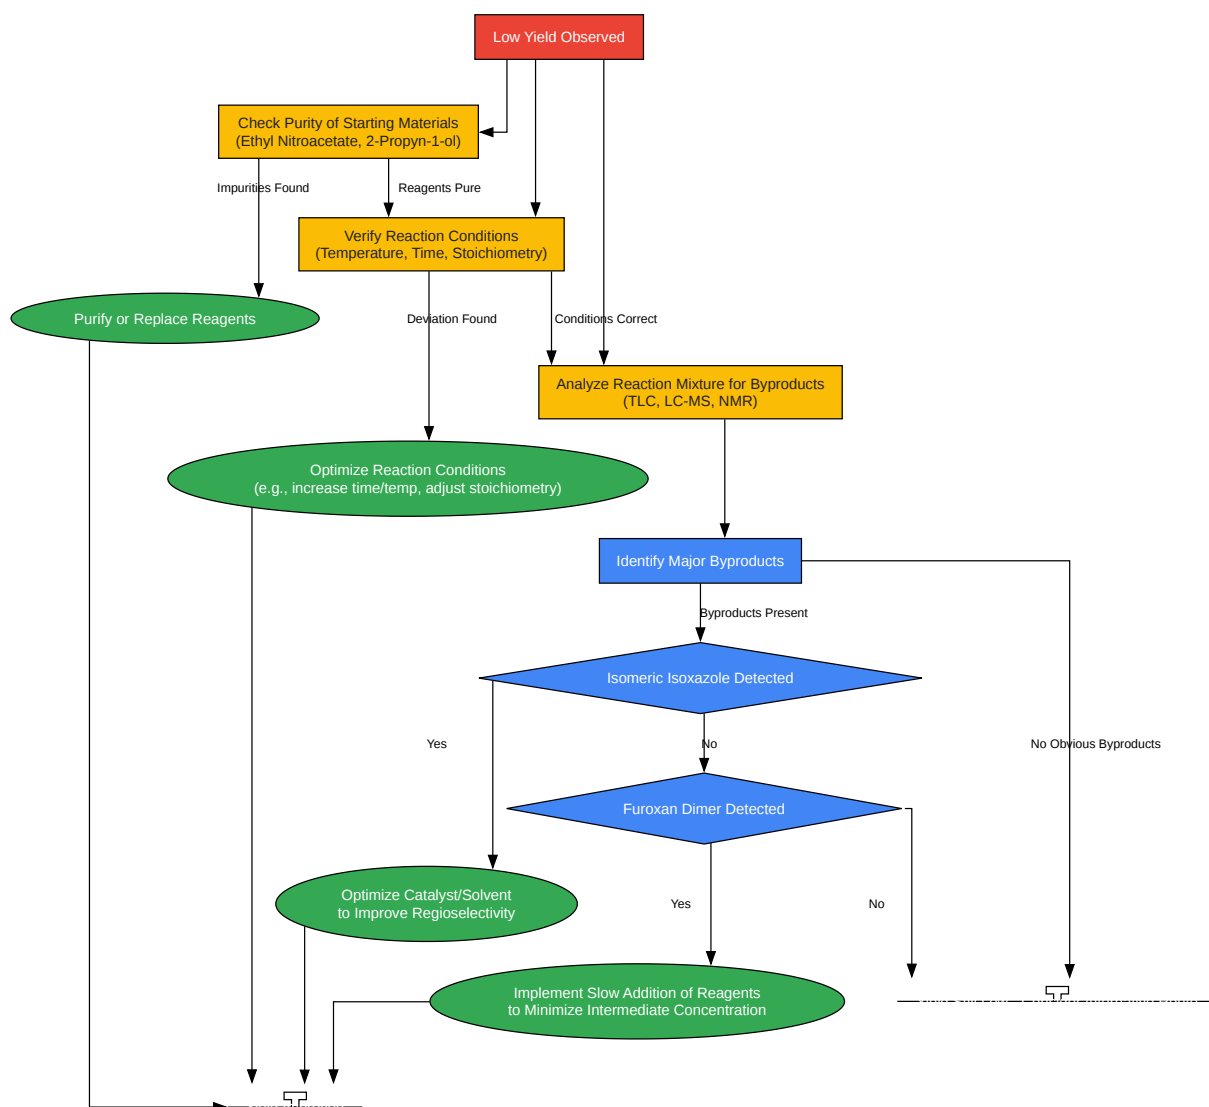 Low Yield Observed
Check Purity of Starting Materials
(Ethyl Nitroacetate, 2-Propyn-1-ol)
Impurities Found
Reagents Pure
Verify Reaction Conditions
(Temperature, Time, Stoichiometry)
Purify or Replace Reagents
Deviation Found
Conditions Correct
Analyze Reaction Mixture for Byproducts
(TLC, LC-MS, NMR)
Optimize Reaction Conditions
(e.g., increase time/temp, adjust stoichiometry)
Identify Major Byproducts
Byproducts Present
Isomeric Isoxazole Detected
Yes
No
No Obvious Byproducts
Furoxan Dimer Detected
Optimize Catalyst/Solvent
to Improve Regioselectivity
Yes
No
Implement Slow Addition of Reagents
to Minimize Intermediate Concentration